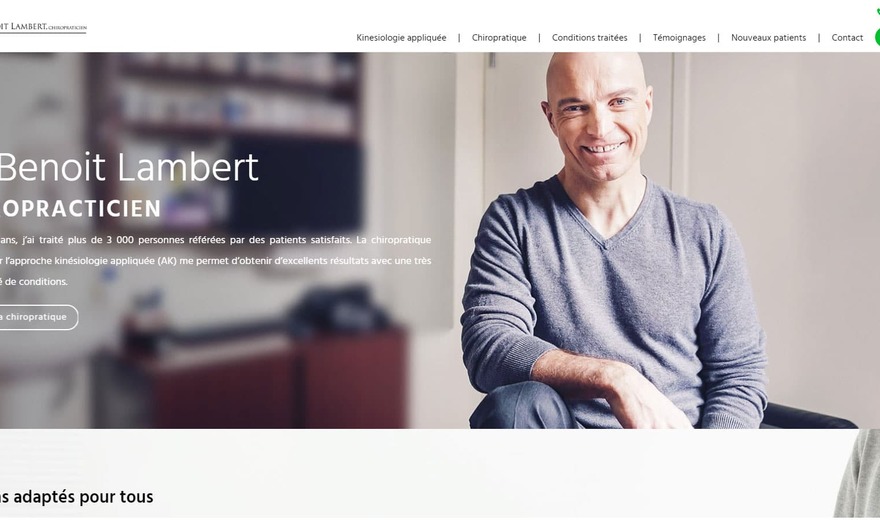 LAMBERT, CHIROPRATICIEN
Kinesiologie appliquée | Chiropratique | Conditions traitées | Témoignages | Nouveaux patients | Contact
Benoit Lambert
OPRACTICIEN
ans, j'ai traité plus de 3 000 personnes référées par des patients satisfaits. La chiropratique
r l'approche kinésiologie appliquée (AK) me permet d'obtenir d'excellents résultats avec une très
é de conditions.
a chiropratique
s adaptés pour tous